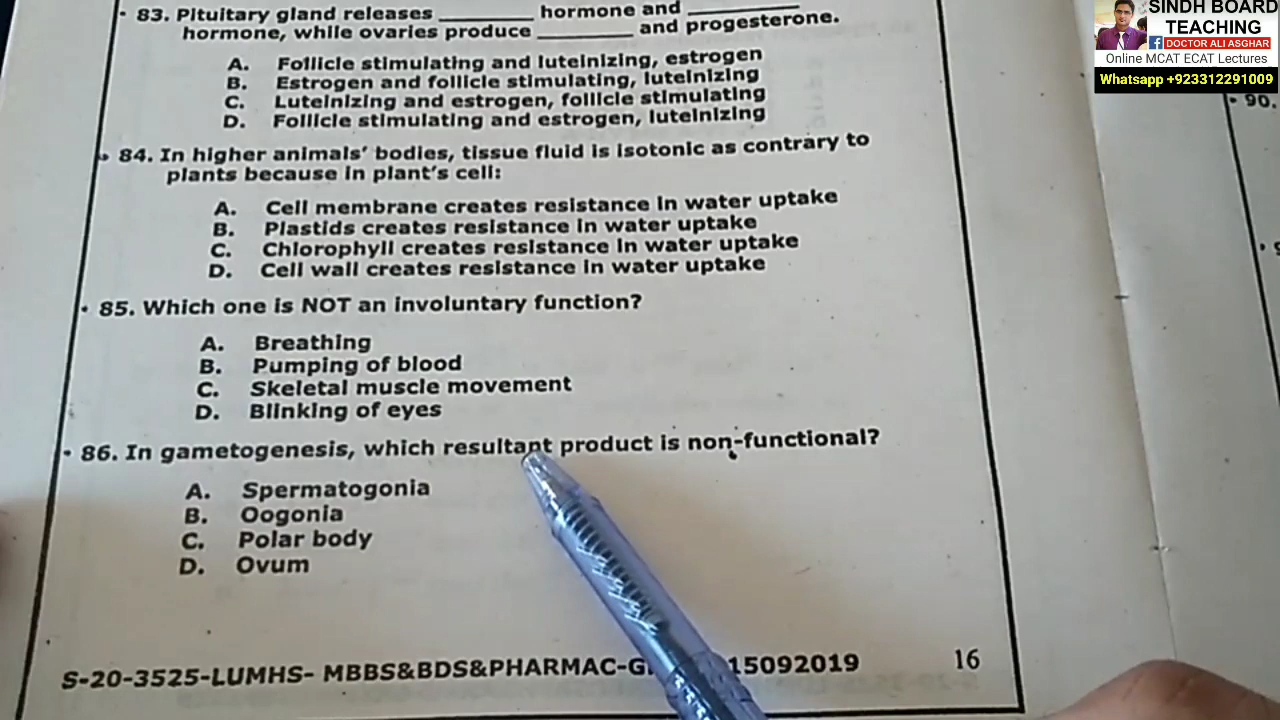 83. Pituitary gland releases ________ hormone and ________
hormone, while ovaries produce ________ and progesterone.
A. Follicle stimulating and luteinizing, estrogen
B. Estrogen and follicle stimulating, luteinizing
C. Luteinizing and estrogen, follicle stimulating
D. Follicle stimulating and estrogen, luteinizing
84. In higher animals' bodies, tissue fluid is isotonic as contrary to
plants because in plant's cell:
A. Cell membrane creates resistance in water uptake
B. Plastids creates resistance in water uptake
C. Chlorophyll creates resistance in water uptake
D. Cell wall creates resistance in water uptake
85. Which one is NOT an involuntary function?
A. Breathing
B. Pumping of blood
C. Skeletal muscle movement
D. Blinking of eyes
86. In gametogenesis, which resultant product is non-functional?
A. Spermatogonia
B. Oogonia
C. Polar body
D. Ovum
S-20-3525-LUMHS- MBBS&BDS&PHARMAC-G 15092019
16
SINDH BOARD
TEACHING
DOCTOR ALI ASGHAR
Online MCAT ECAT Lectures
Whatsapp +923312291009
90.